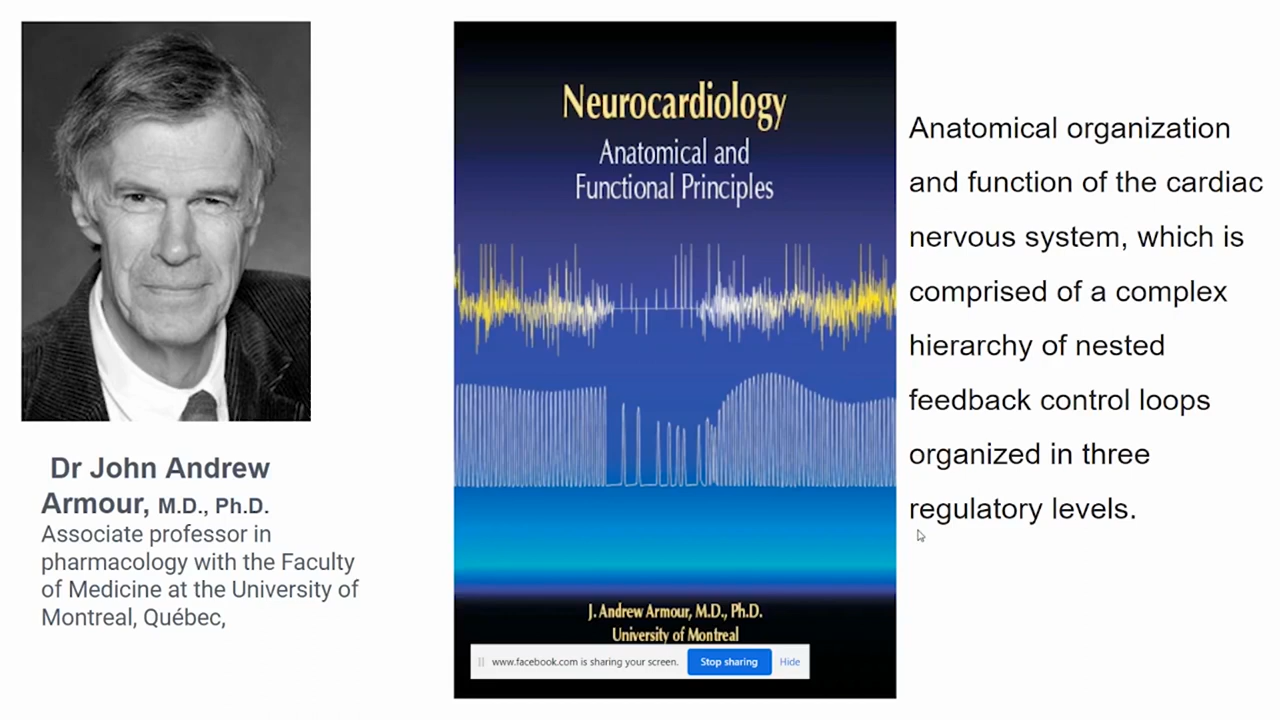 Dr John Andrew
Armour, M.D., Ph.D.
Associate professor in
pharmacology with the Faculty
of Medicine at the University of
Montreal, Québec,
Neurocardiology
Anatomical and
Functional Principles
J. Andrew Armour, M.D., Ph.D.
University of Montreal
www.facebook.com is sharing your screen. Stop sharing Hide
Anatomical organization
and function of the cardiac
nervous system, which is
comprised of a complex
hierarchy of nested
feedback control loops
organized in three
regulatory levels.